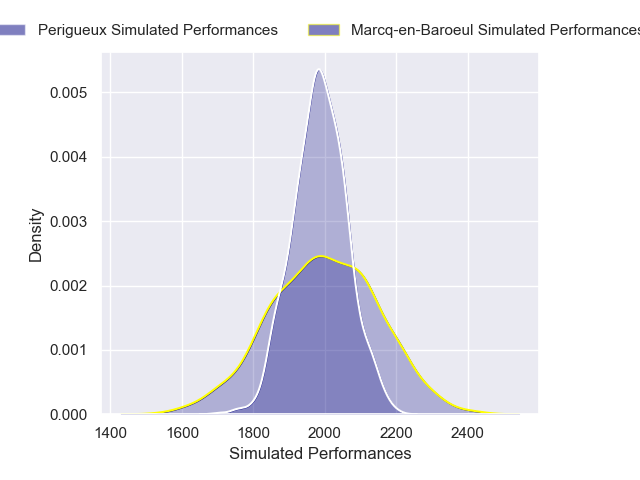 Perigueux Simulated Performances
Marcq-en-Baroeul Simulated Performances
0.005
0.004
0.003
0.002
0.001
0.000
Density
1400 1600 1800 2000 2200 2400
Simulated Performances